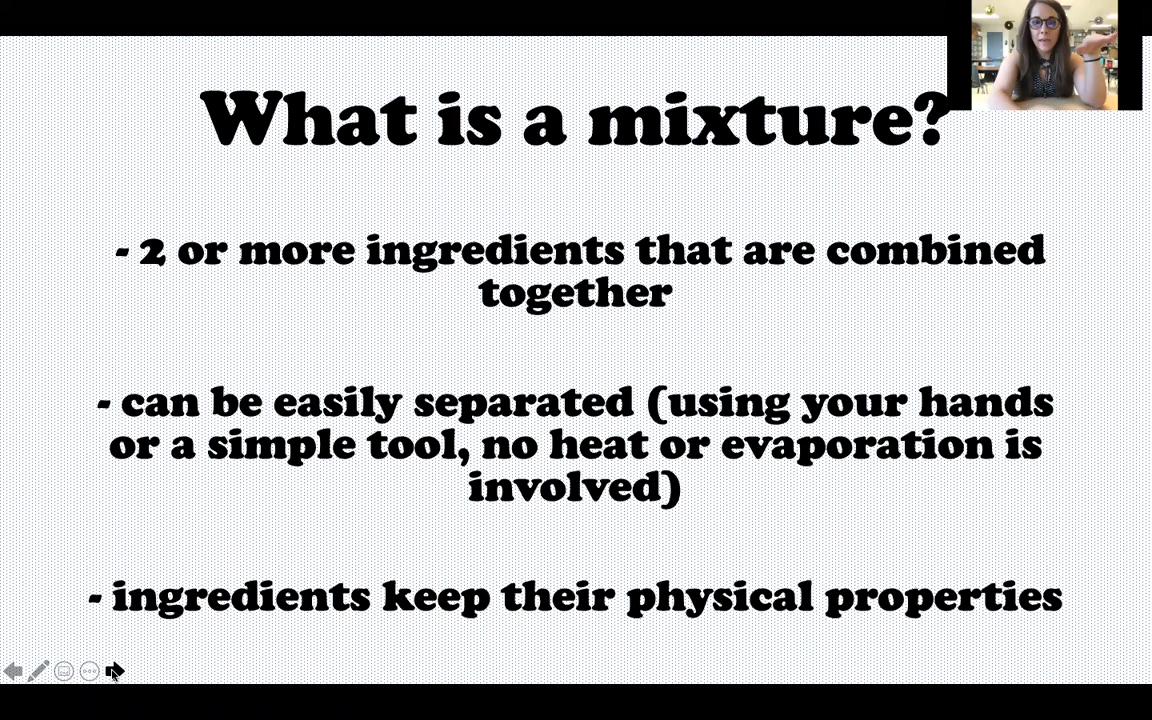 What is a mixture?
- 2 or more ingredients that are combined
together
- can be easily separated (using your hands
or a simple tool, no heat or evaporation is
involved)
- ingredients keep their physical properties